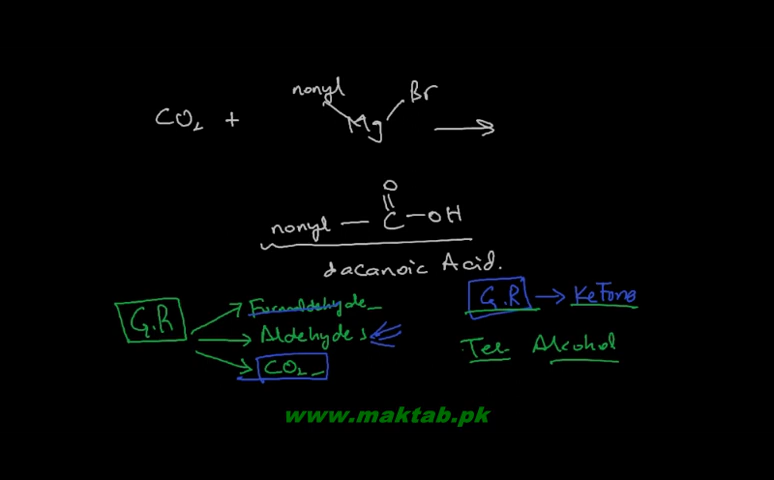 nonyl Br
CO₂ + Mg →
O
nonyl — C — OH
dacanoic Acid.
G.R → Formaldehyde
→ Aldehydes
→ CO₂
G.R → Ketone
Ter Alcohol
www.maktab.pk